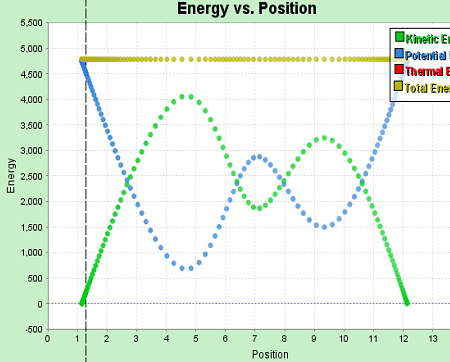 Energy vs. Position
5,500
5,000
4,500
4,000
3,500
3,000
2,500
2,000
1,500
1,000
500
0
-500
Energy
0 1 2 3 4 5 6 7 8 9 10 11 12 13
Position
Kinetic En
Potential
Thermal E
Total Ener